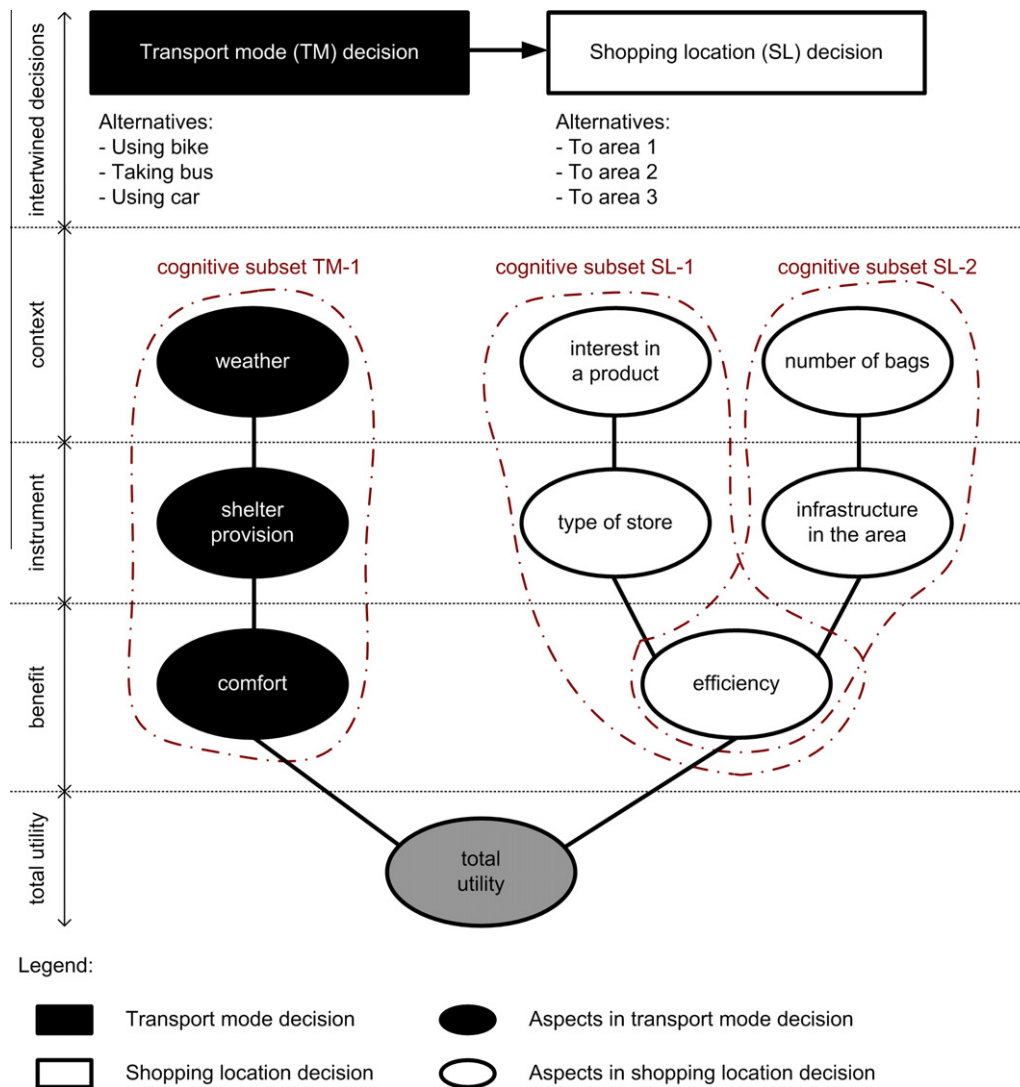 intertwined decisions
Transport mode (TM) decision
Shopping location (SL) decision
Alternatives:
- Using bike
- Taking bus
- Using car
Alternatives:
- To area 1
- To area 2
- To area 3
context
cognitive subset TM-1
cognitive subset SL-1
cognitive subset SL-2
weather
interest in
a product
number of bags
instrument
shelter
provision
type of store
infrastructure
in the area
benefit
comfort
efficiency
total utility
total
utility
Legend:
Transport mode decision
Aspects in transport mode decision
Shopping location decision
Aspects in shopping location decision